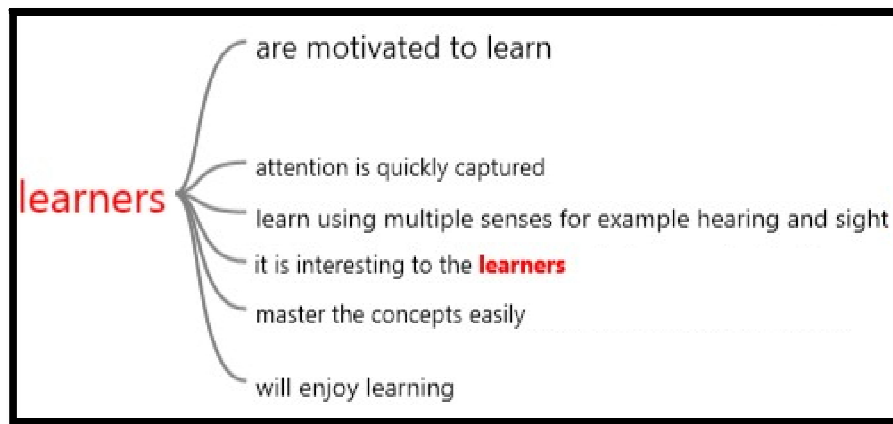 are motivated to learn
attention is quickly captured
learners
learn using multiple senses for example hearing and sight
it is interesting to the learners
master the concepts easily
will enjoy learning